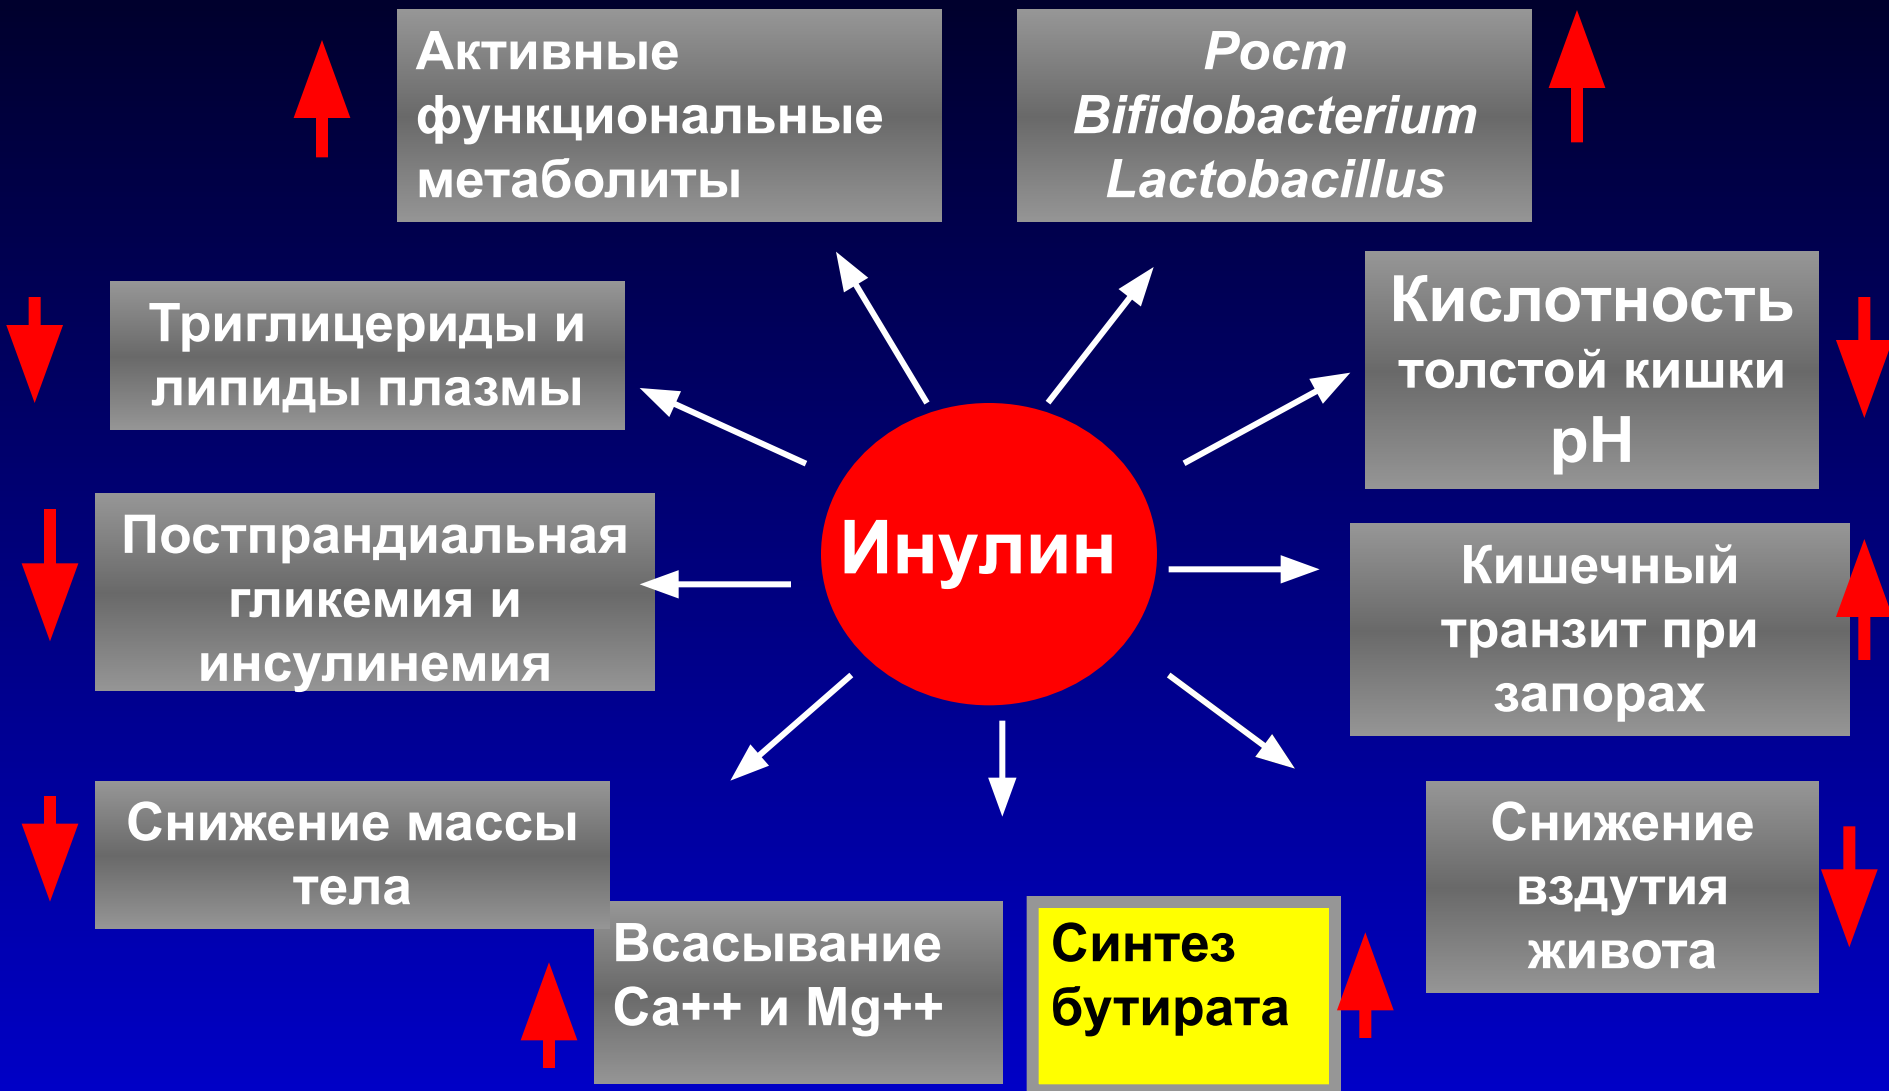 Активные
функциональные
метаболиты
Рост
Bifidobacterium
Lactobacillus
Триглицериды и
липиды плазмы
Кислотность
толстой кишки
pH
Постпрандиальная
гликемия и
инсулинемия
Инулин
Кишечный
транзит при
запорах
Снижение массы
тела
Снижение
вздутия
живота
Всасывание
Ca++ и Mg++
Синтез
бутирата